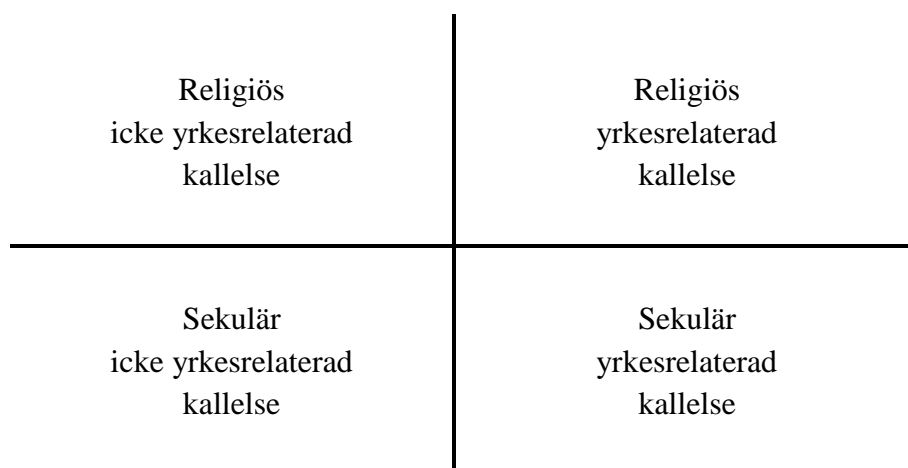 Religiös
icke yrkesrelaterad
kallelse
Religiös
yrkesrelaterad
kallelse
Sekulär
icke yrkesrelaterad
kallelse
Sekulär
yrkesrelaterad
kallelse